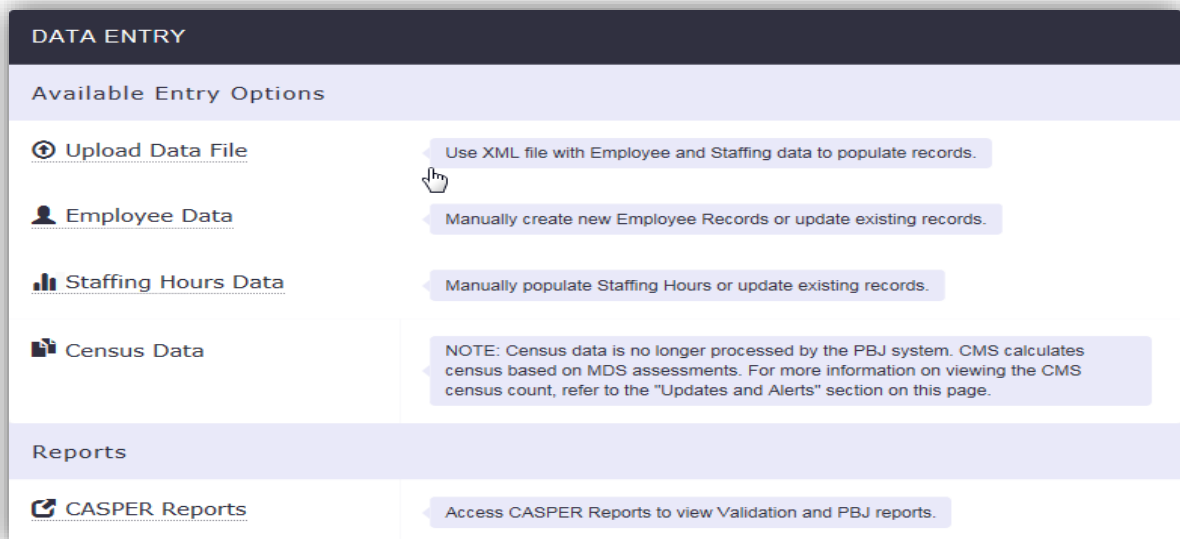 DATA ENTRY
Available Entry Options
Upload Data File
Use XML file with Employee and Staffing data to populate records.
Employee Data
Manually create new Employee Records or update existing records.
Staffing Hours Data
Manually populate Staffing Hours or update existing records.
Census Data
NOTE: Census data is no longer processed by the PBJ system. CMS calculates
census based on MDS assessments. For more information on viewing the CMS
census count, refer to the "Updates and Alerts" section on this page.
Reports
CASPER Reports
Access CASPER Reports to view Validation and PBJ reports.